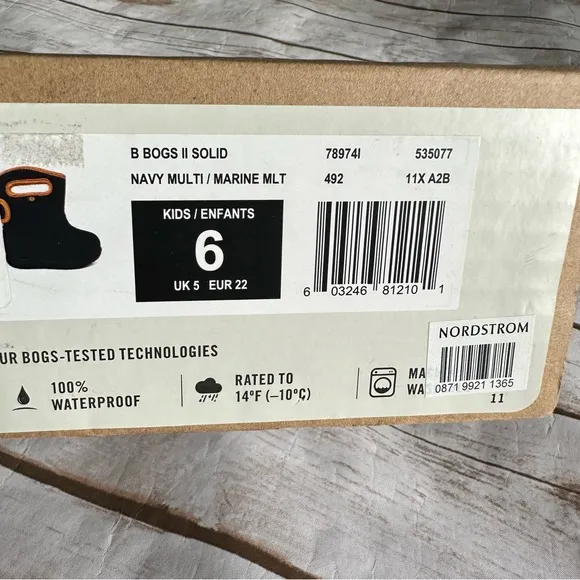 B BOGS II SOLID 78974I 535077
NAVY MULTI / MARINE MLT 492 11X A2B
KIDS / ENFANTS
6
UK 5 EUR 22
6 03246 81210 1
UR BOGS-TESTED TECHNOLOGIES
NORDSTROM
0871 9921 1365
11
100%
WATERPROOF
RATED TO
14°F (–10°C)
MA
WA